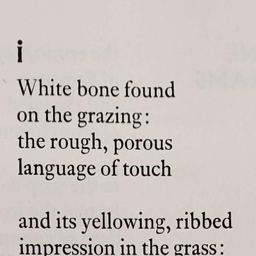 i
White bone found
on the grazing:
the rough, porous
language of touch
and its yellowing, ribbed
impression in the grass: